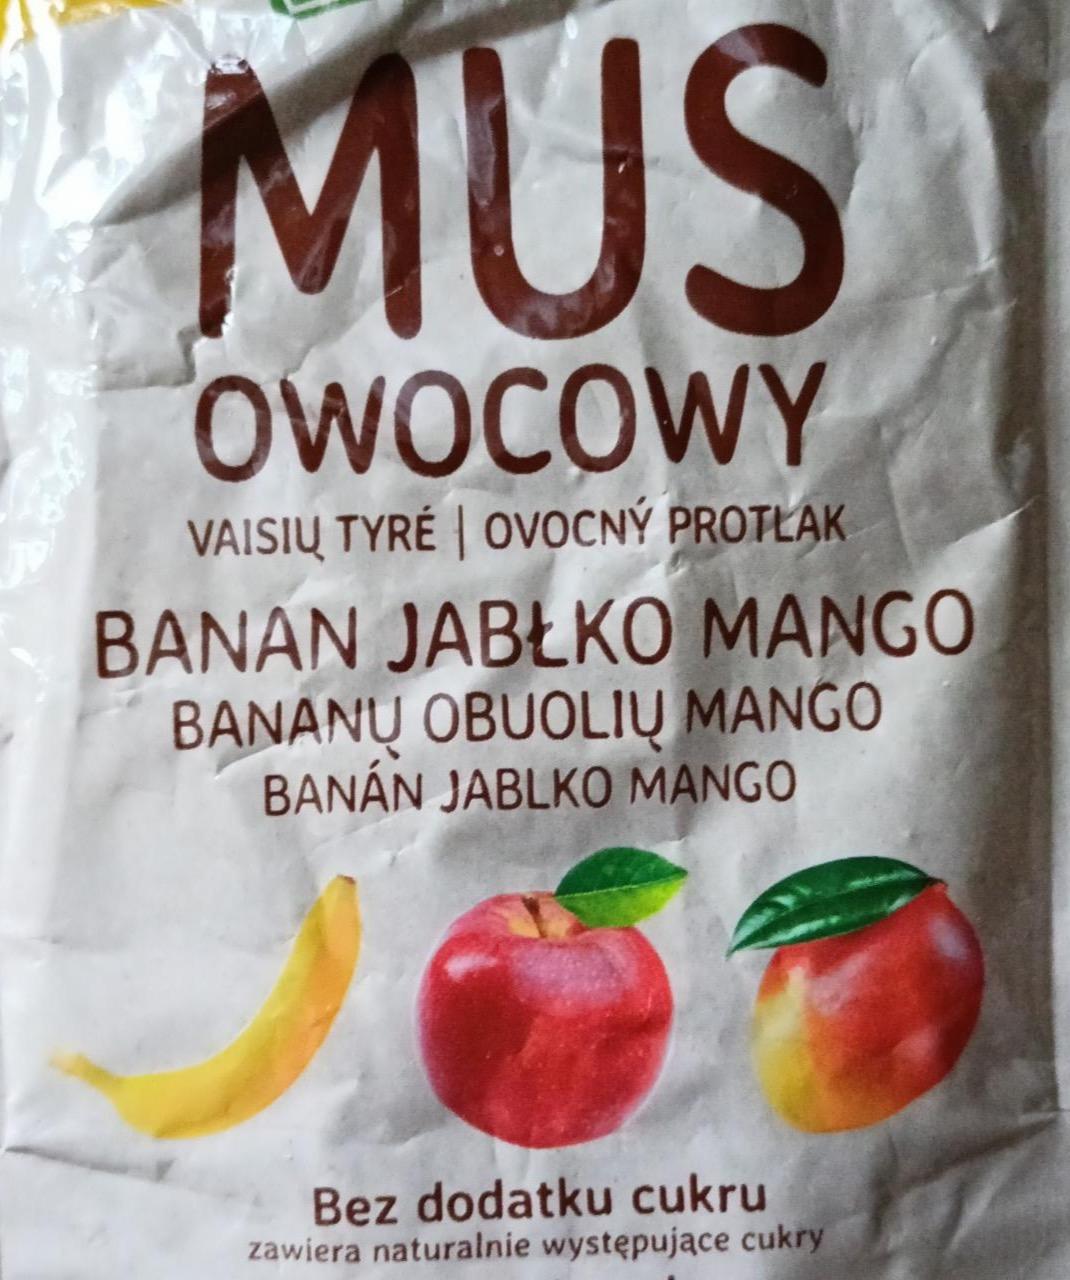 MUS
OWOCOWY
VAISIŲ TYRĖ | OVOCNÝ PROTLAK
BANAN JABŁKO MANGO
BANANŲ OBUOLIŲ MANGO
BANÁN JABLKO MANGO
Bez dodatku cukru
zawiera naturalnie występujące cukry